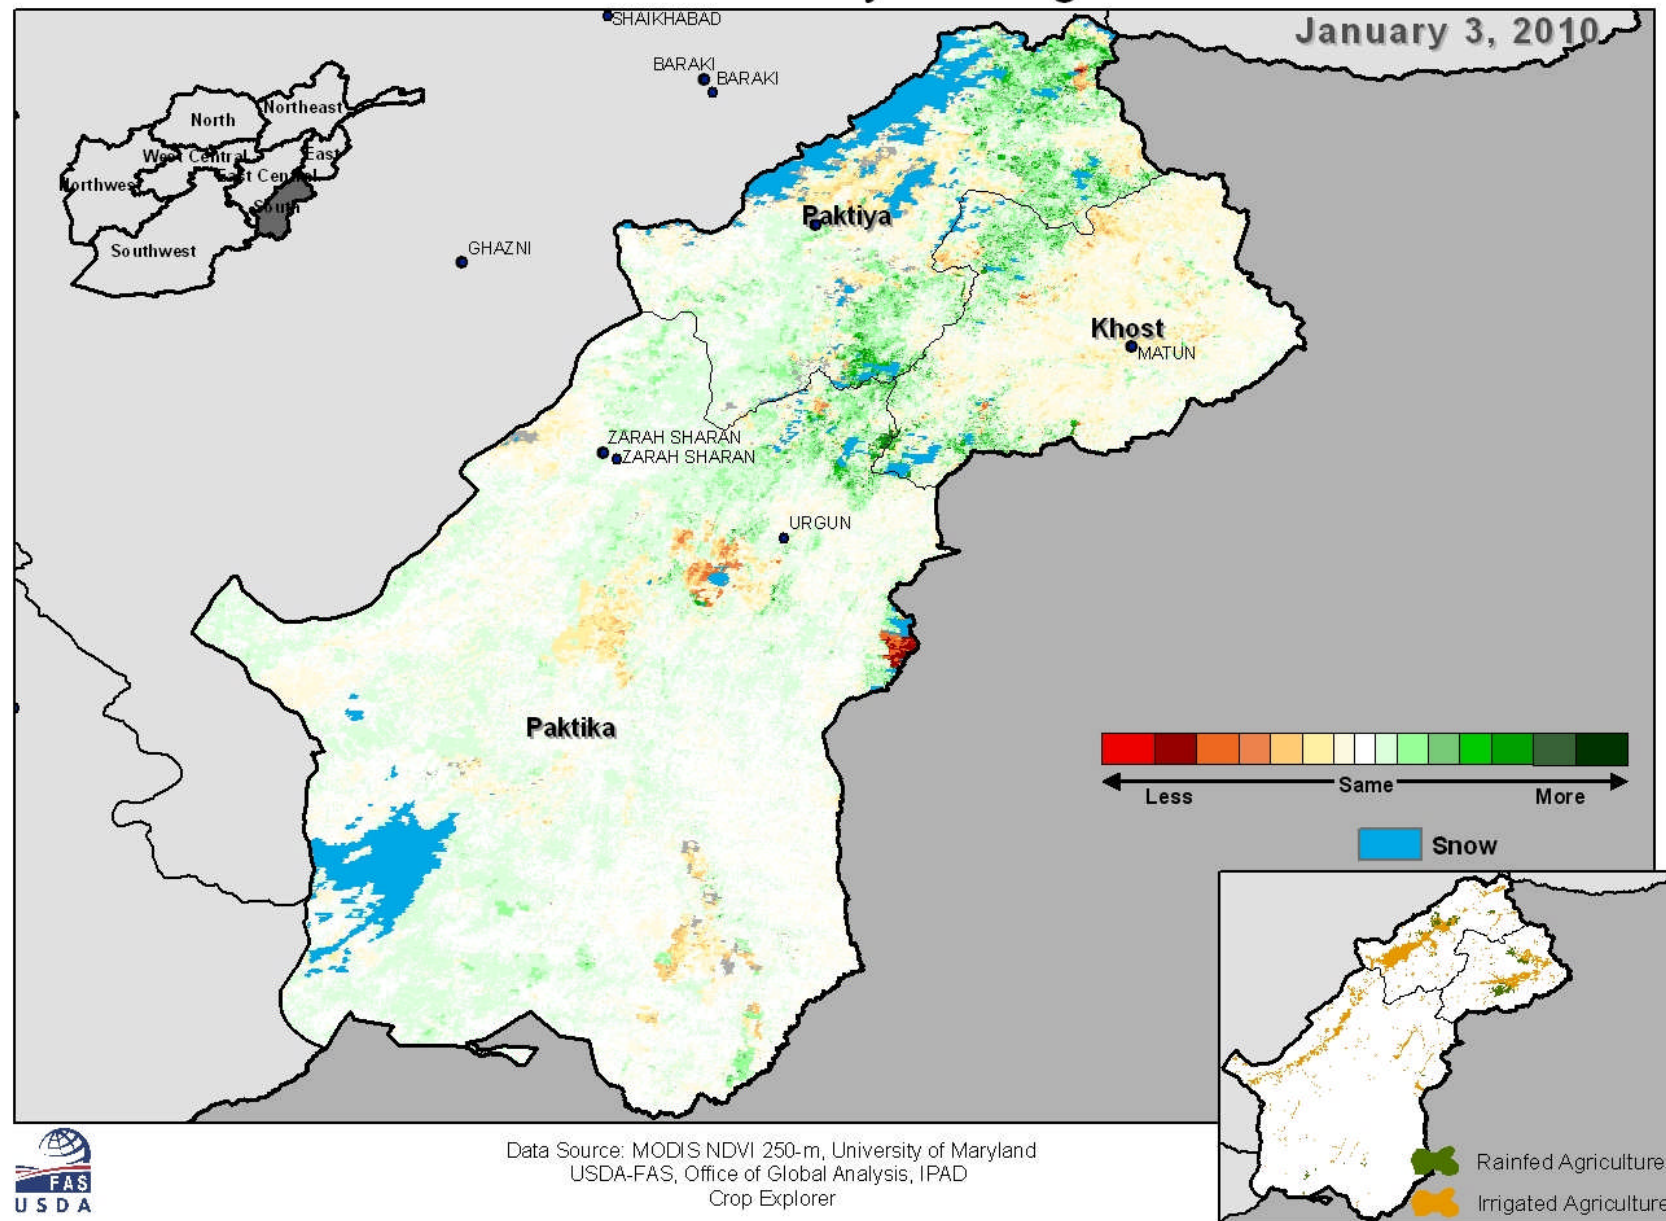 January 3, 2010
SHAIKHABAD
BARAKI
BARAKI
North
Northeast
West Central
East
East Central
Northwest
South
Southwest
GHAZNI
Paktiya
Khost
MATUN
ZARAH SHARAN
ZARAH SHARAN
URGUN
Paktika
Same
Less
More
Snow
Rainfed Agriculture
Irrigated Agriculture
Data Source: MODIS NDVI 250-m, University of Maryland
USDA-FAS, Office of Global Analysis, IPAD
Crop Explorer
FAS
USDA